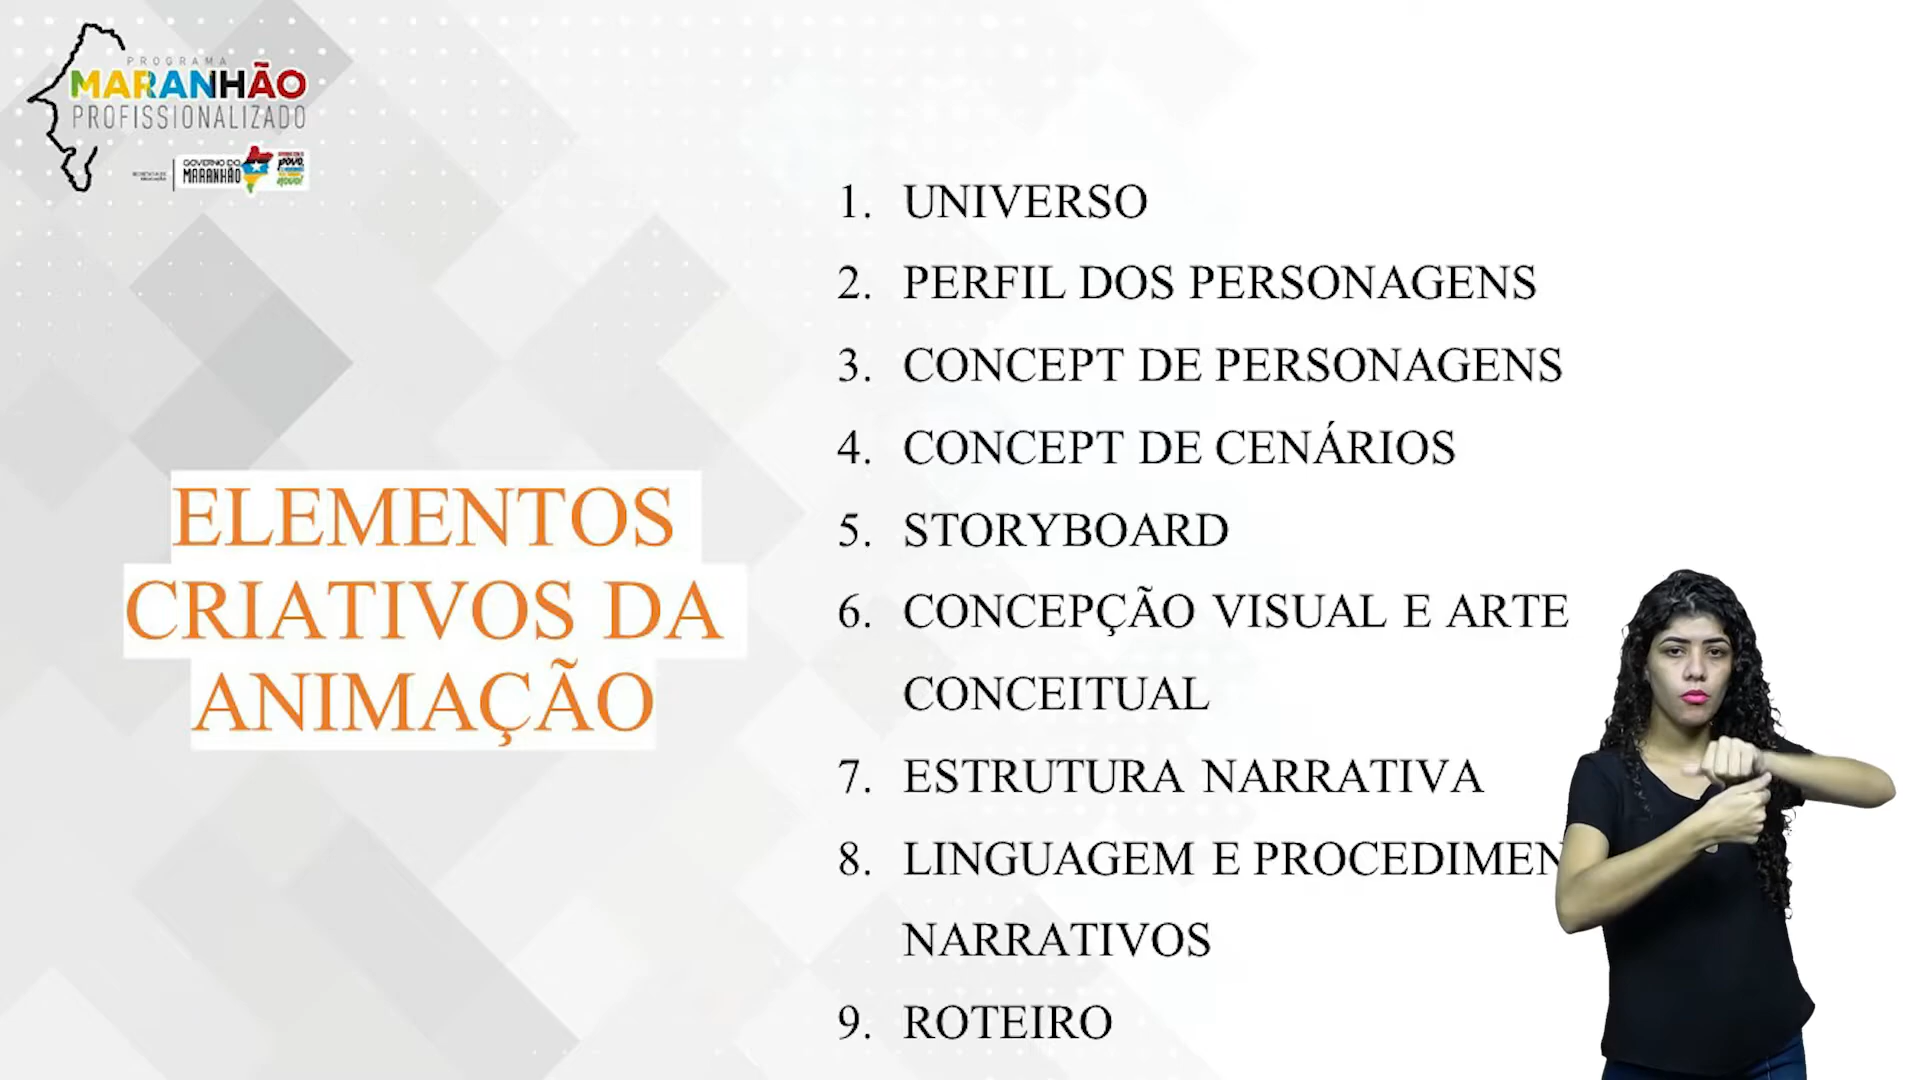 PROGRAMA
MARANHÃO
PROFISSIONALIZADO
GOVERNO DO
MARANHÃO
ELEMENTOS
CRIATIVOS DA
ANIMAÇÃO
1. UNIVERSO
2. PERFIL DOS PERSONAGENS
3. CONCEPT DE PERSONAGENS
4. CONCEPT DE CENÁRIOS
5. STORYBOARD
6. CONCEPÇÃO VISUAL E ARTE
CONCEITUAL
7. ESTRUTURA NARRATIVA
8. LINGUAGEM E PROCEDIMEN
NARRATIVOS
9. ROTEIRO